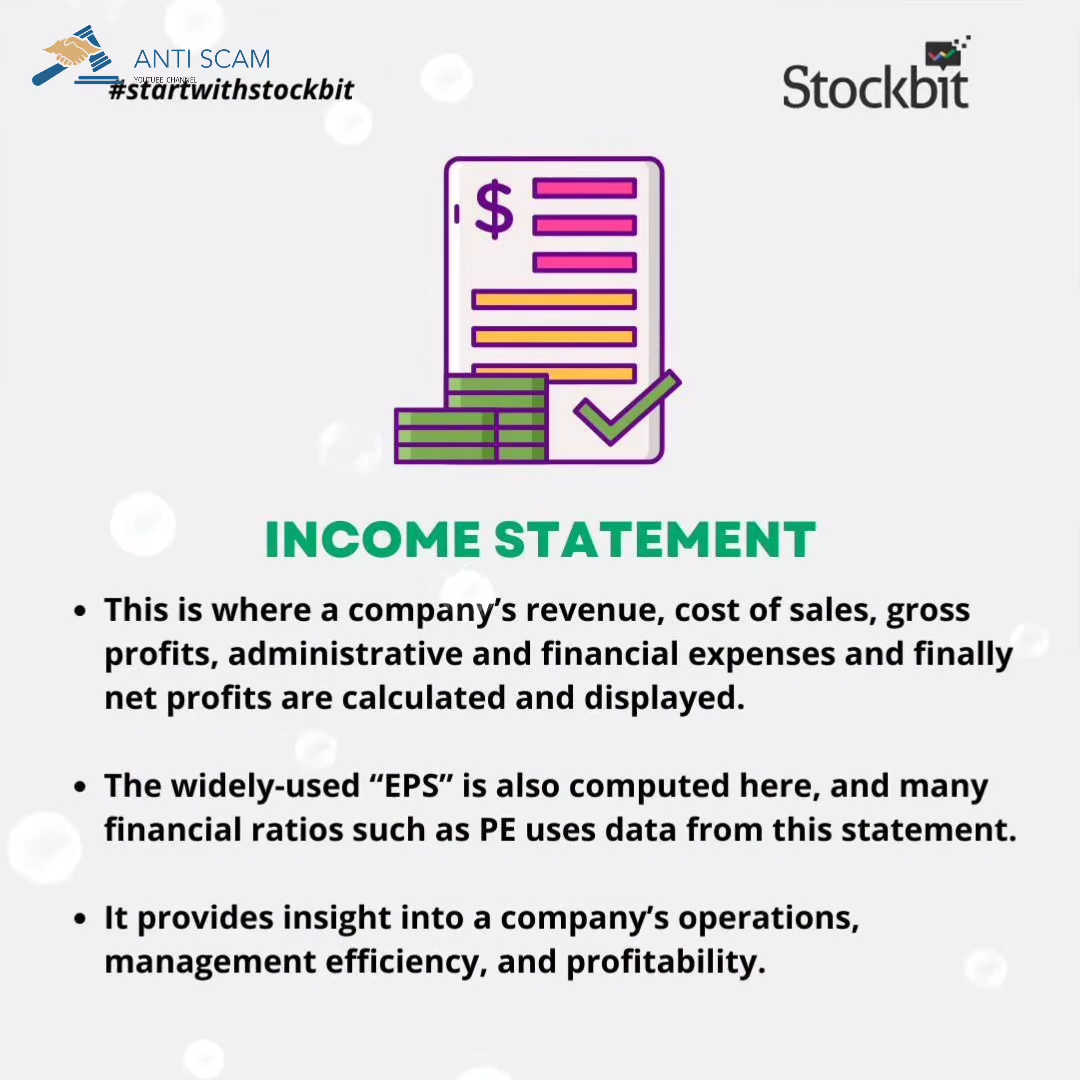 ANTI SCAM
YOUTUBE CHANNEL
#startwithstockbit
Stockbit
$
INCOME STATEMENT
• This is where a company’s revenue, cost of sales, gross
profits, administrative and financial expenses and finally
net profits are calculated and displayed.
• The widely-used “EPS” is also computed here, and many
financial ratios such as PE uses data from this statement.
• It provides insight into a company’s operations,
management efficiency, and profitability.